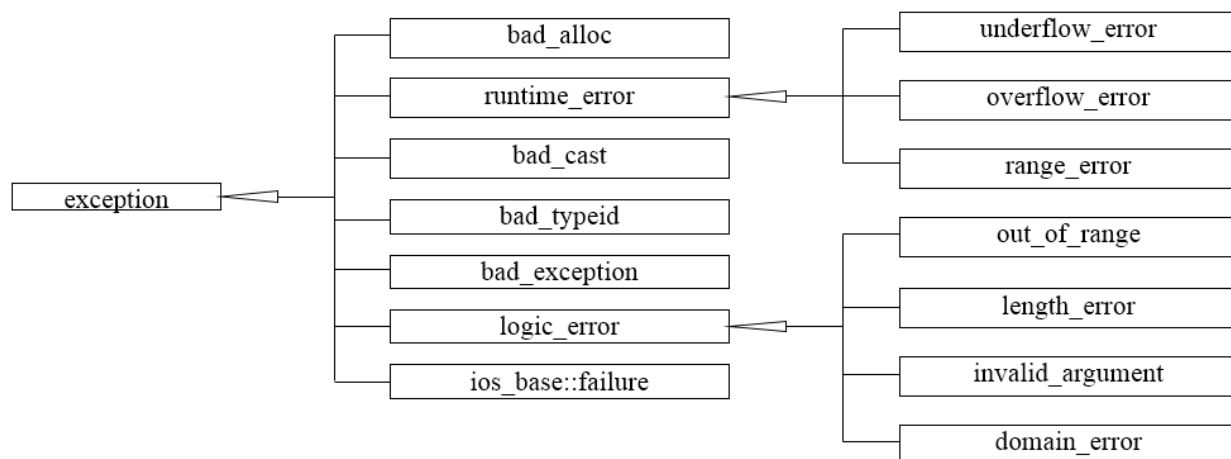 exception
bad_alloc
runtime_error
bad_cast
bad_typeid
bad_exception
logic_error
ios_base::failure
underflow_error
overflow_error
range_error
out_of_range
length_error
invalid_argument
domain_error